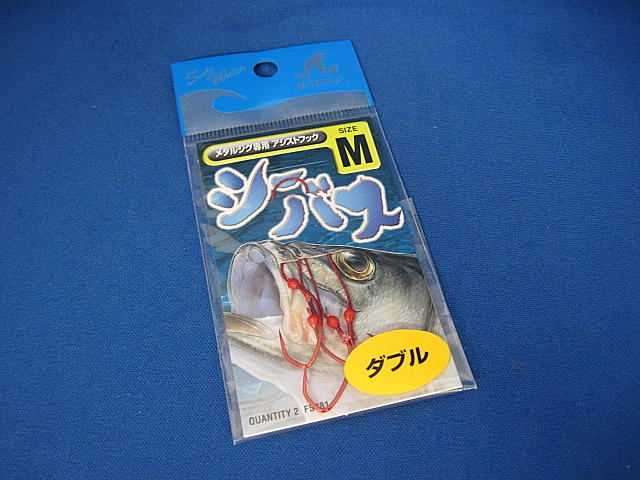 Salt Water
SIZE
M
メタルジグ専用 アシストフック
シーバス
ダブル
QUANTITY 2 FS181